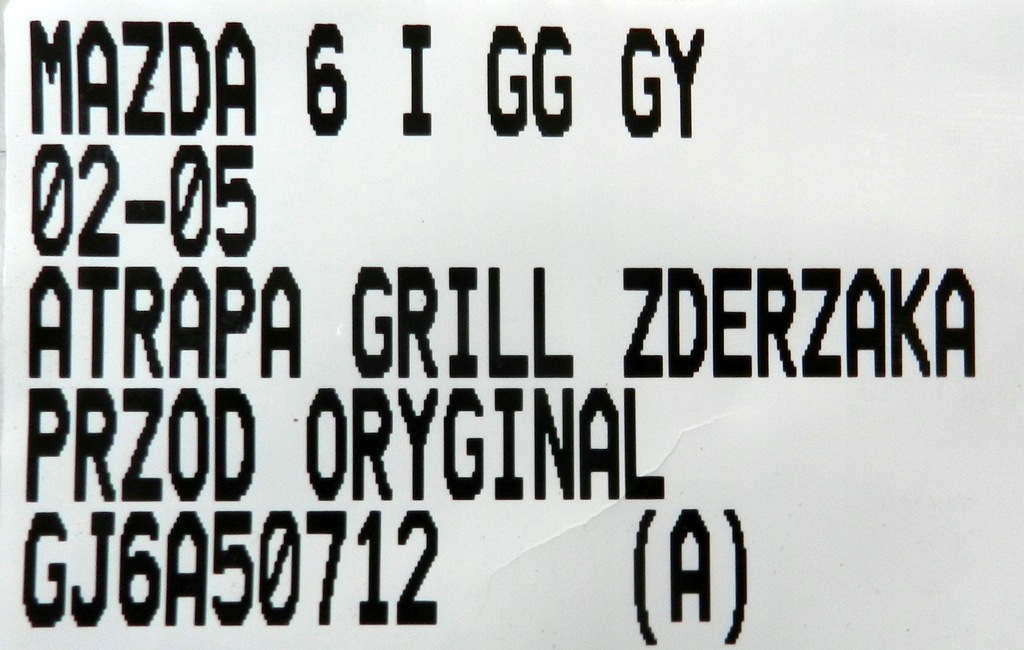 MAZDA 6 I GG GY
02-05
ATRAPA GRILL ZDERZAKA
PRZOD ORYGINAL
GJ6A50712 (A)